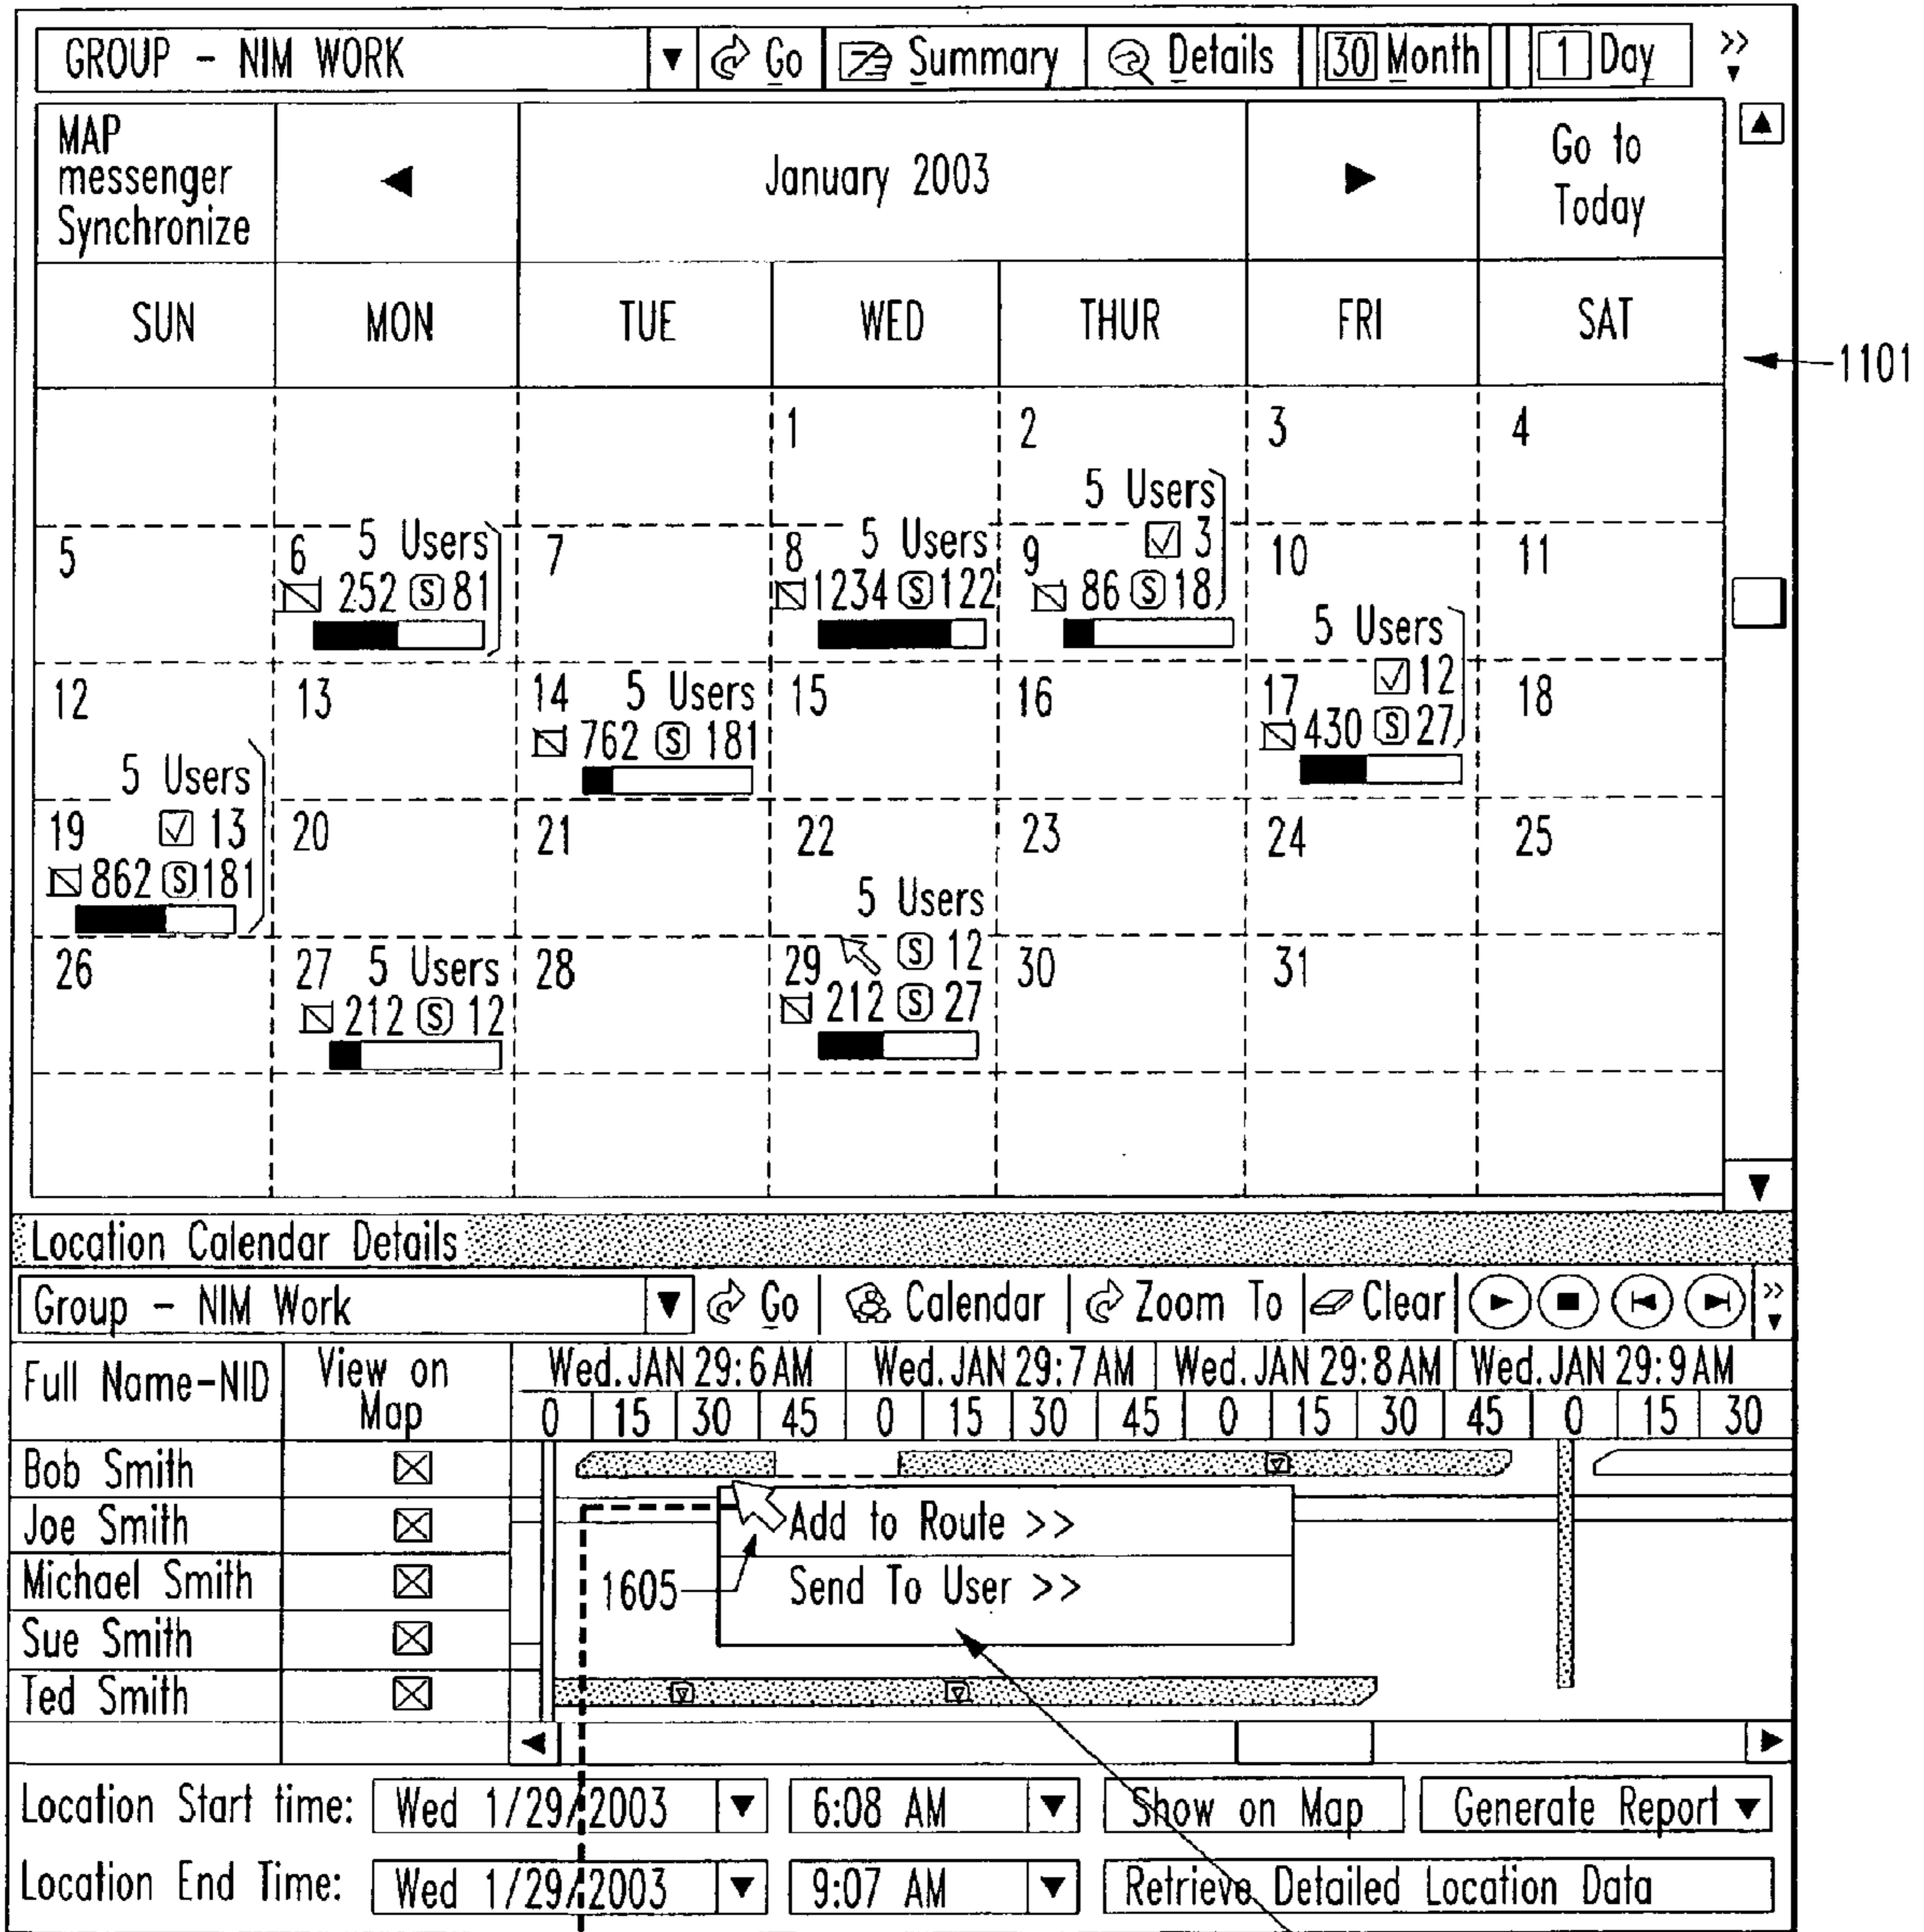 GROUP - NIM WORK Go Summary Details 30 Month 1 Day >>
MAP
messenger
Synchronize
January 2003
Go to
Today
SUN MON TUE WED THUR FRI SAT
1101
1 2 3 4
5 Users
5 6 5 Users 7 8 5 Users 9 3 10 11
252 S 81 1234 S 122 86 S 18
5 Users
12 13 14 5 Users 15 16 17 12 18
762 S 181 430 S 27
5 Users
19 13 20 21 22 23 24 25
862 S 181
5 Users
26 27 5 Users 28 29 S 12 30 31
212 S 12 212 S 27
Location Calendar Details
Group - NIM Work Go Calendar Zoom To Clear >>
Full Name-NID View on Map Wed. JAN 29: 6 AM Wed. JAN 29: 7 AM Wed. JAN 29: 8 AM Wed. JAN 29: 9 AM
0 15 30 45 0 15 30 45 0 15 30 45 0 15 30
Bob Smith
Joe Smith Add to Route >>
Michael Smith 1605 Send To User >>
Sue Smith
Ted Smith
Location Start time: Wed 1/29/2003 6:08 AM Show on Map Generate Report
Location End Time: Wed 1/29/2003 9:07 AM Retrieve Detailed Location Data